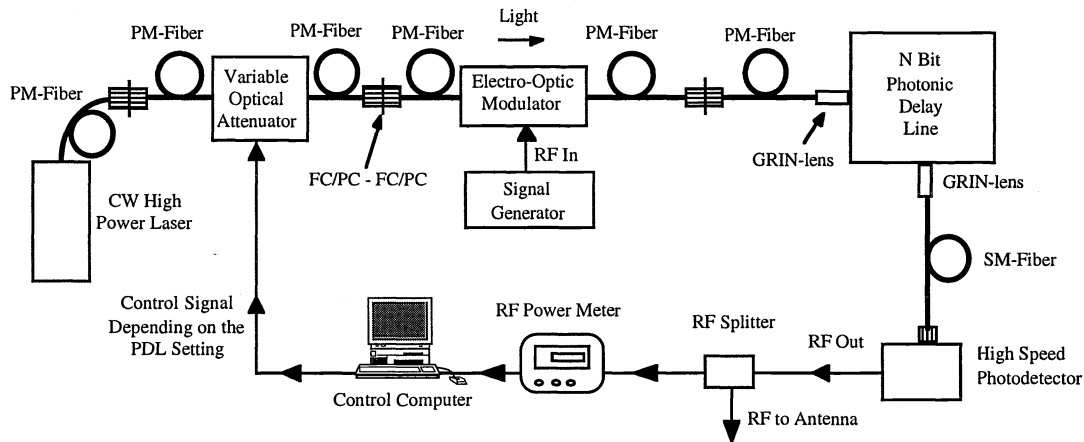 Light
PM-Fiber
PM-Fiber
PM-Fiber
PM-Fiber
PM-Fiber
PM-Fiber
Variable
Optical
Attenuator
Electro-Optic
Modulator
N Bit
Photonic
Delay
Line
FC/PC - FC/PC
RF In
GRIN-lens
GRIN-lens
Signal
Generator
CW High
Power Laser
SM-Fiber
Control Signal
Depending on the
PDL Setting
RF Power Meter
RF Splitter
RF Out
High Speed
Photodetector
Control Computer
RF to Antenna